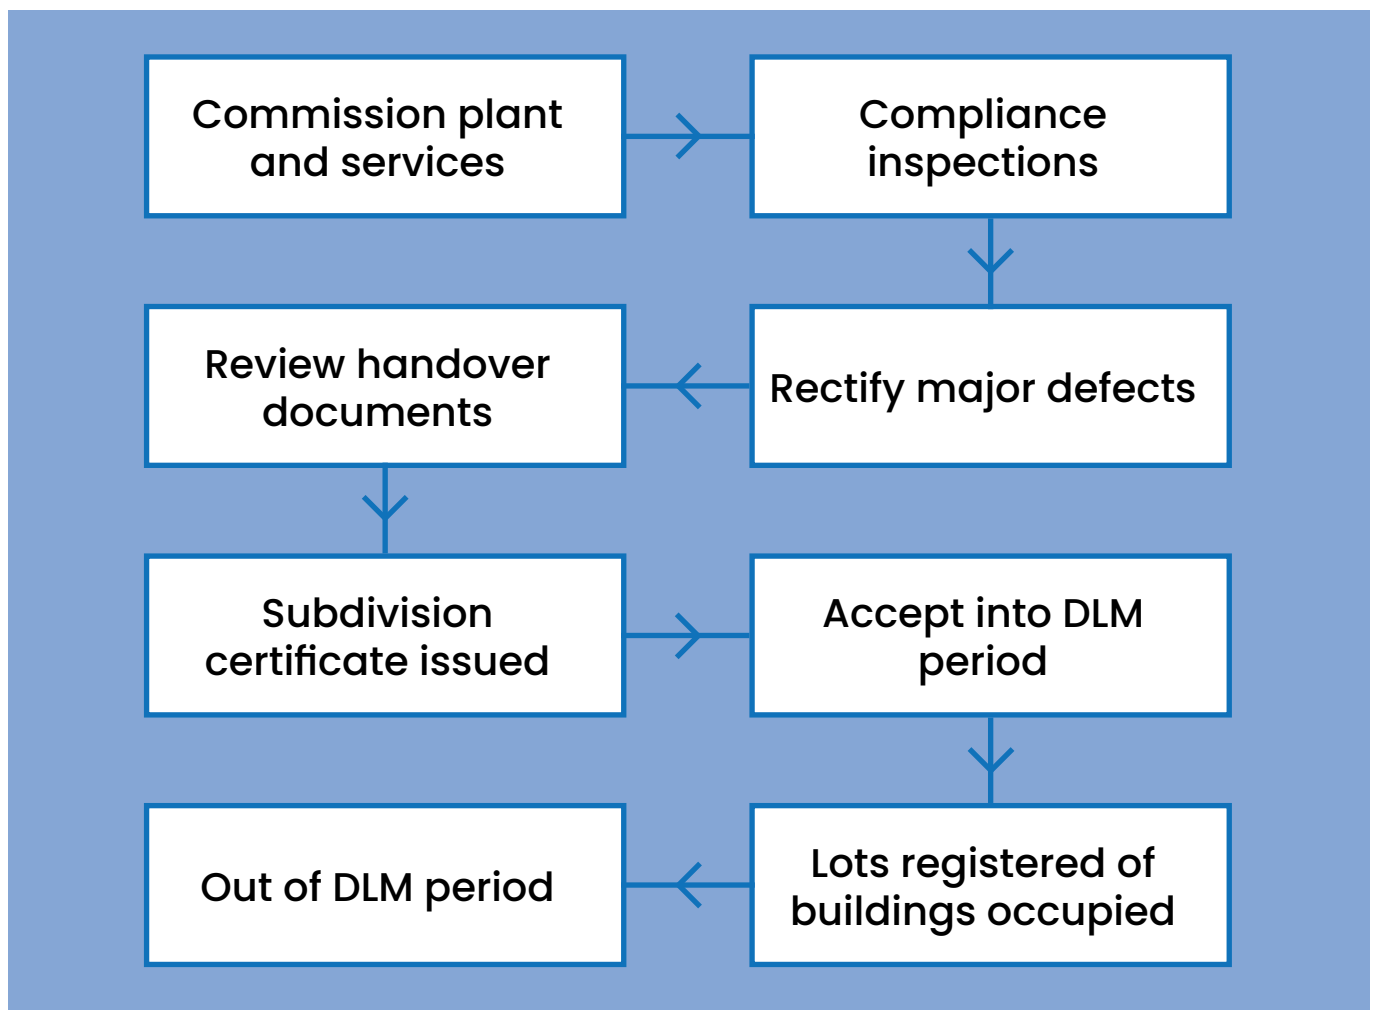 Commission plant
and services
Compliance
inspections
Rectify major defects
Review handover
documents
Subdivision
certificate issued
Accept into DLM
period
Lots registered of
buildings occupied
Out of DLM period